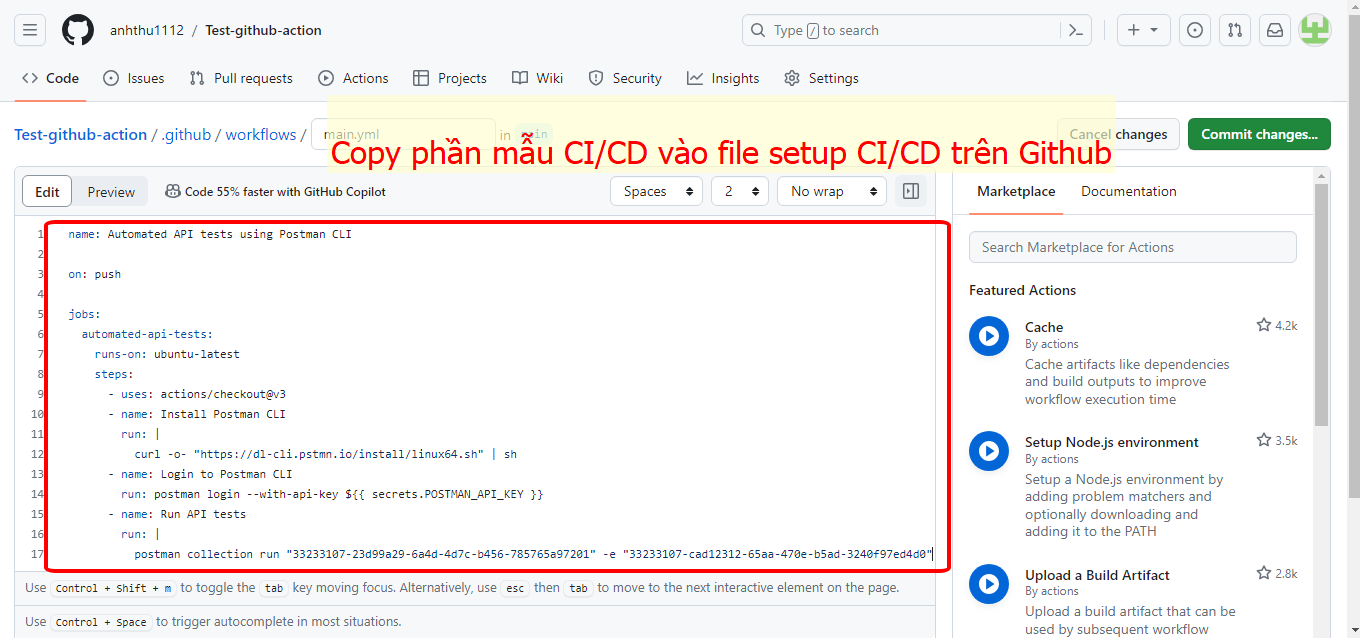 anhthu1112 / Test-github-action
Type / to search
Code Issues Pull requests Actions Projects Wiki Security Insights Settings
Test-github-action / .github / workflows / main.yml in main
Cancel changes Commit changes...
Copy phần mẫu CI/CD vào file setup CI/CD trên Github
Edit Preview Code 55% faster with GitHub Copilot Spaces 2 No wrap
1 name: Automated API tests using Postman CLI
2
3 on: push
4
5 jobs:
6 automated-api-tests:
7 runs-on: ubuntu-latest
8 steps:
9 - uses: actions/checkout@v3
10 - name: Install Postman CLI
11 run: |
12 curl -o- "https://dl-cli.pstmn.io/install/linux64.sh" | sh
13 - name: Login to Postman CLI
14 run: postman login --with-api-key ${{ secrets.POSTMAN_API_KEY }}
15 - name: Run API tests
16 run: |
17 postman collection run "33233107-23d99a29-6a4d-4d7c-b456-785765a97201" -e "33233107-cad12312-65aa-470e-b5ad-3240f97ed4d0"
Use Control + Shift + m to toggle the tab key moving focus. Alternatively, use esc then tab to move to the next interactive element on the page.
Use Control + Space to trigger autocomplete in most situations.
Marketplace Documentation
Search Marketplace for Actions
Featured Actions
Cache 4.2k
By actions
Cache artifacts like dependencies
and build outputs to improve
workflow execution time
Setup Node.js environment 3.5k
By actions
Setup a Node.js environment by
adding problem matchers and
optionally downloading and
adding it to the PATH
Upload a Build Artifact 2.8k
By actions
Upload a build artifact that can be
used by subsequent workflow